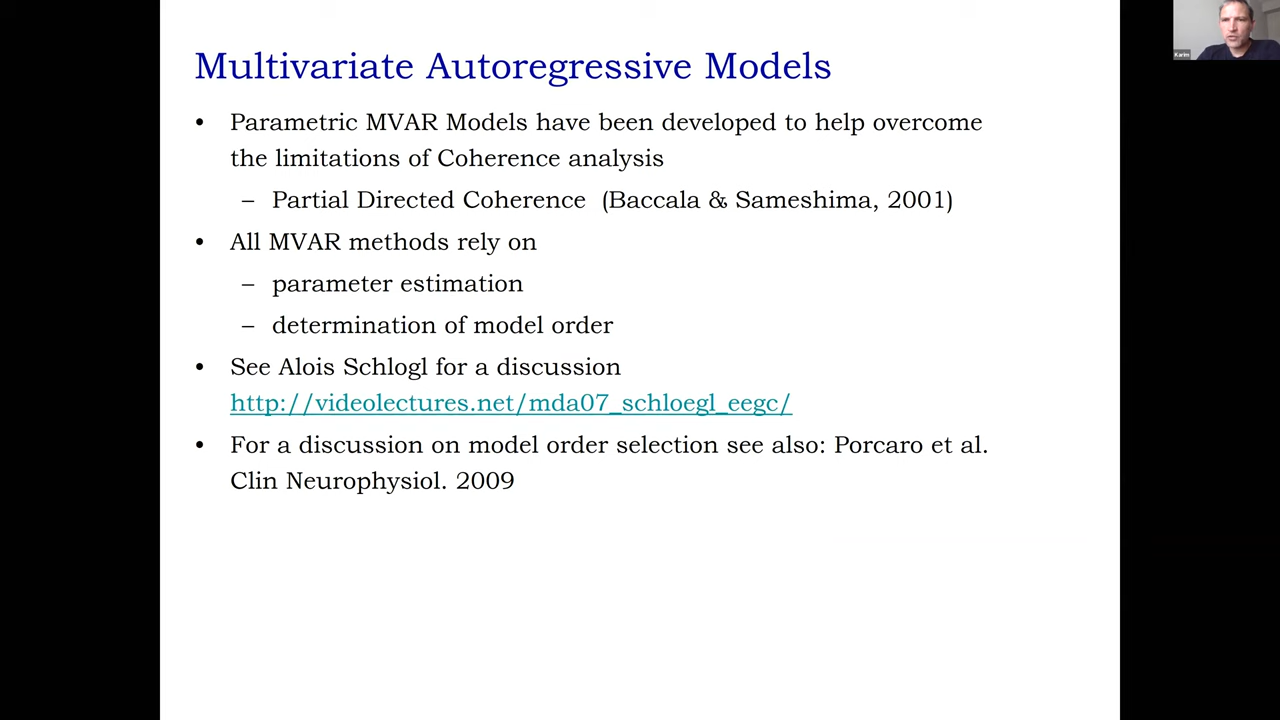 Multivariate Autoregressive Models
• Parametric MVAR Models have been developed to help overcome
the limitations of Coherence analysis
– Partial Directed Coherence (Baccala & Sameshima, 2001)
• All MVAR methods rely on
– parameter estimation
– determination of model order
• See Alois Schlogl for a discussion
http://videolectures.net/mda07_schloegl_eegc/
• For a discussion on model order selection see also: Porcaro et al.
Clin Neurophysiol. 2009
Karim